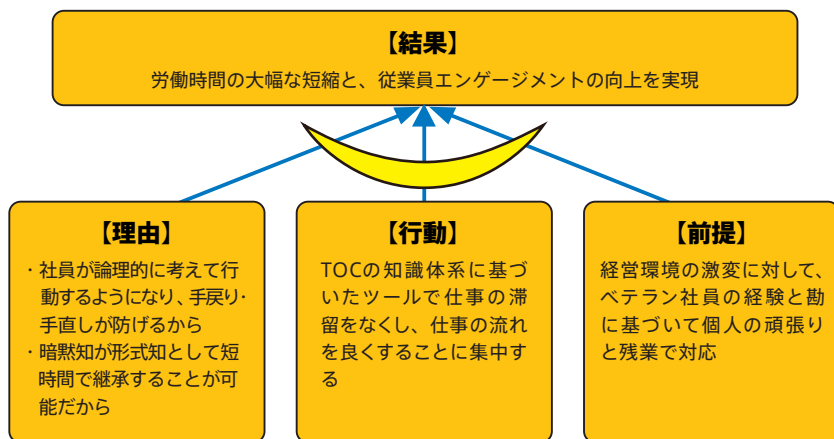 【結果】
労働時間の大幅な短縮と、従業員エンゲージメントの向上を実現
【理由】
・社員が論理的に考えて行
動するようになり、手戻り・
手直しが防げるから
・暗黙知が形式知として短
時間で継承することが可
能だから
【行動】
TOCの知識体系に基づ
いたツールで仕事の滞
留をなくし、仕事の流れ
を良くすることに集中す
る
【前提】
経営環境の激変に対して、
ベテラン社員の経験と勘
に基づいて個人の頑張り
と残業で対応